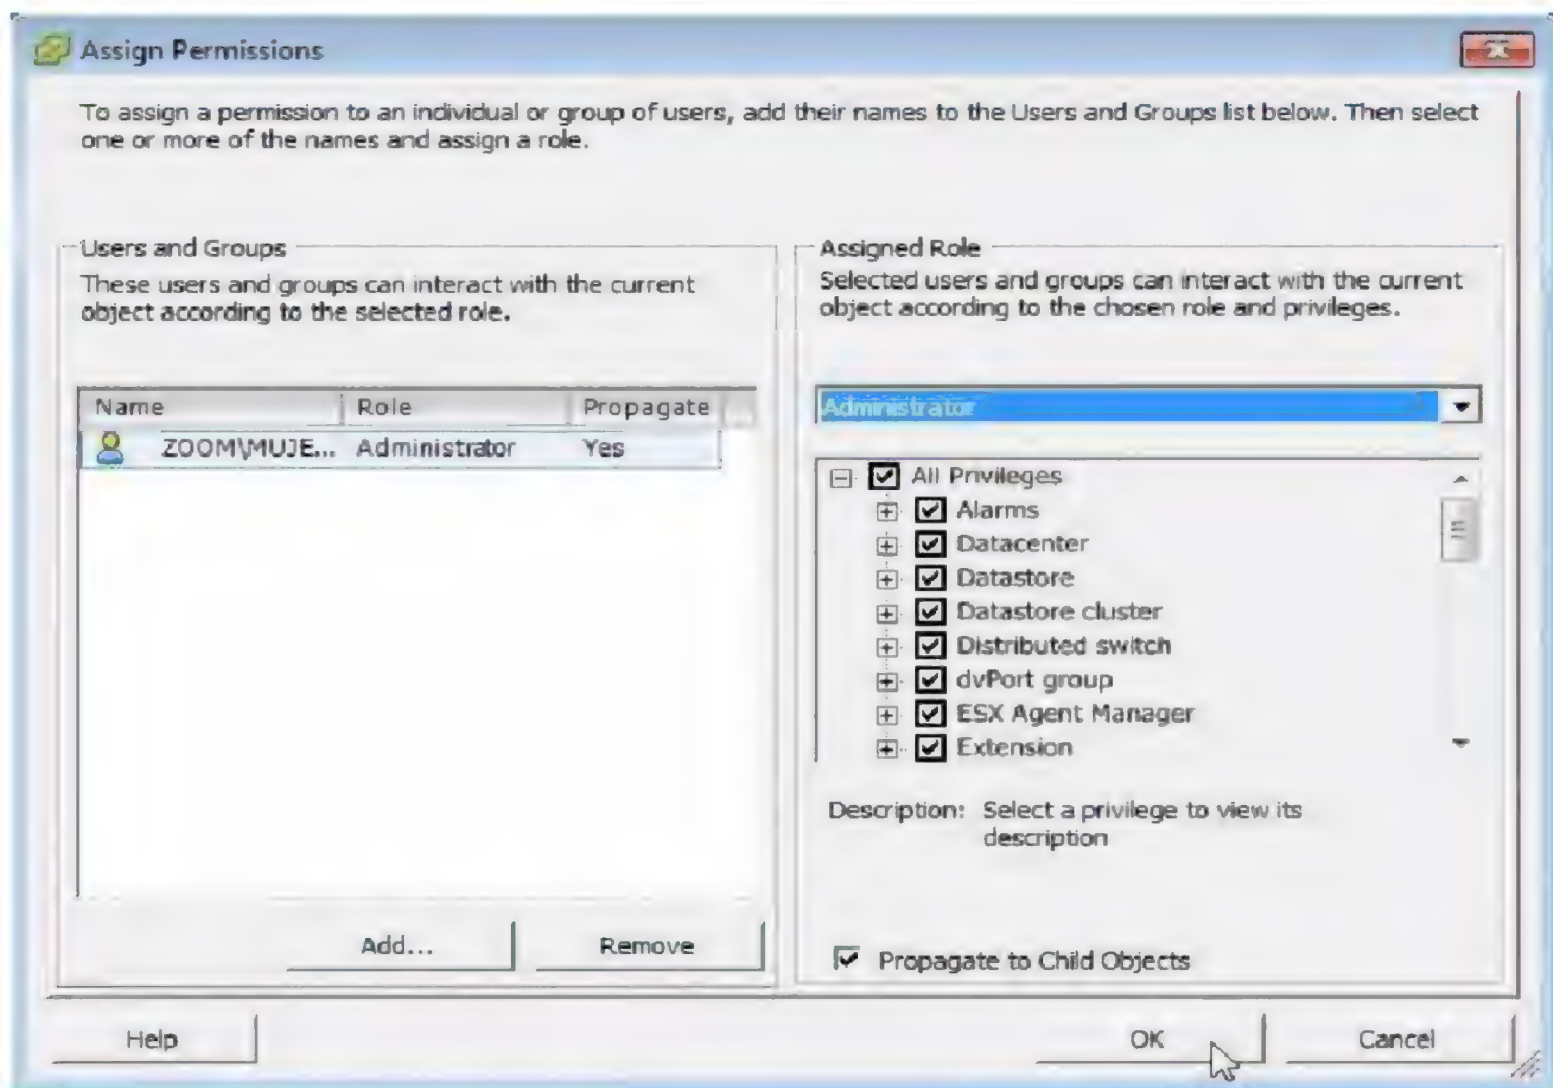 Assign Permissions
To assign a permission to an individual or group of users, add their names to the Users and Groups list below. Then select
one or more of the names and assign a role.
Users and Groups
These users and groups can interact with the current
object according to the selected role.
Name Role Propagate
ZOOM\MUJE... Administrator Yes
Add... Remove
Assigned Role
Selected users and groups can interact with the current
object according to the chosen role and privileges.
Administrator
All Privileges
Alarms
Datacenter
Datastore
Datastore cluster
Distributed switch
dvPort group
ESX Agent Manager
Extension
Description: Select a privilege to view its
description
Propagate to Child Objects
Help OK Cancel